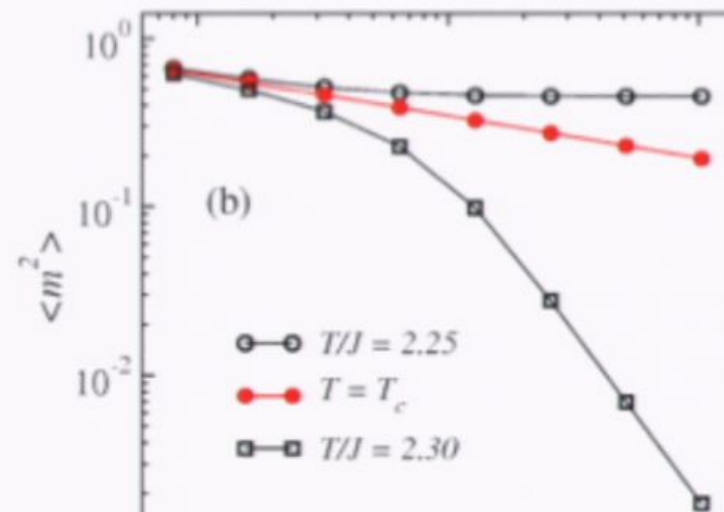 10^0
10^-1
(b)
<m^2>
T/J = 2.25
10^-2
T = T_c
T/J = 2.30